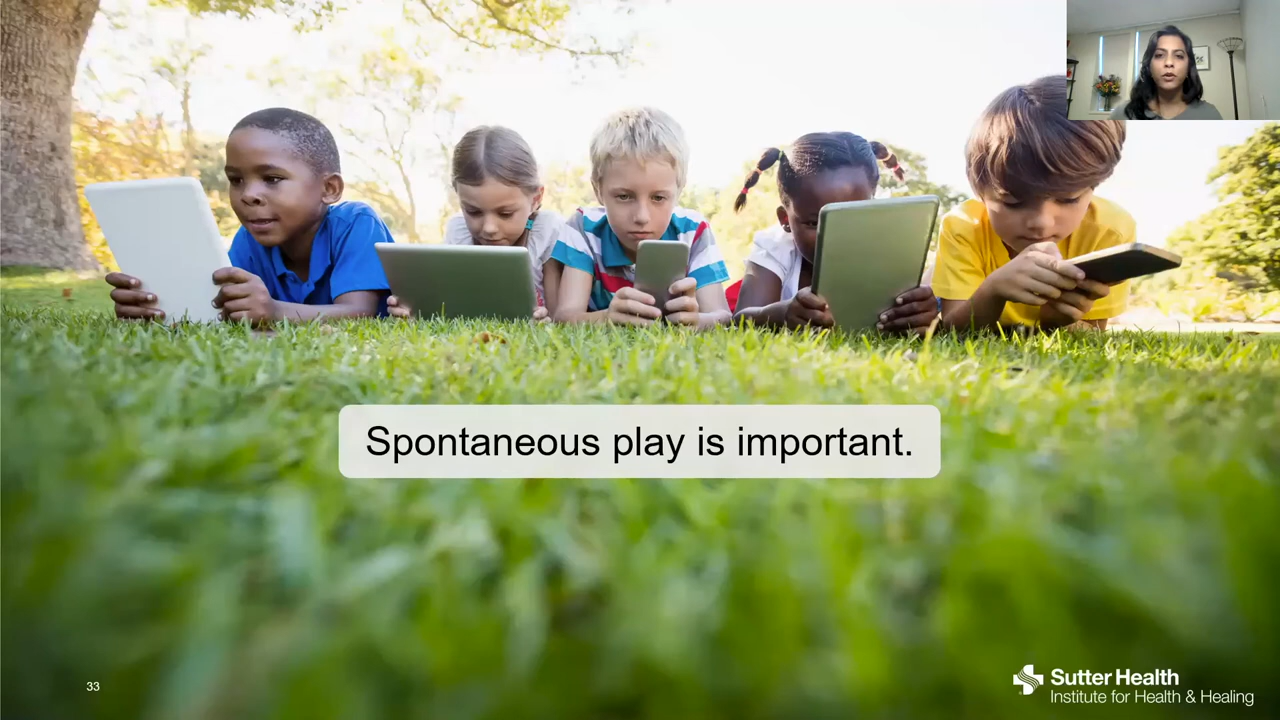 Spontaneous play is important.
33
Sutter Health
Institute for Health & Healing